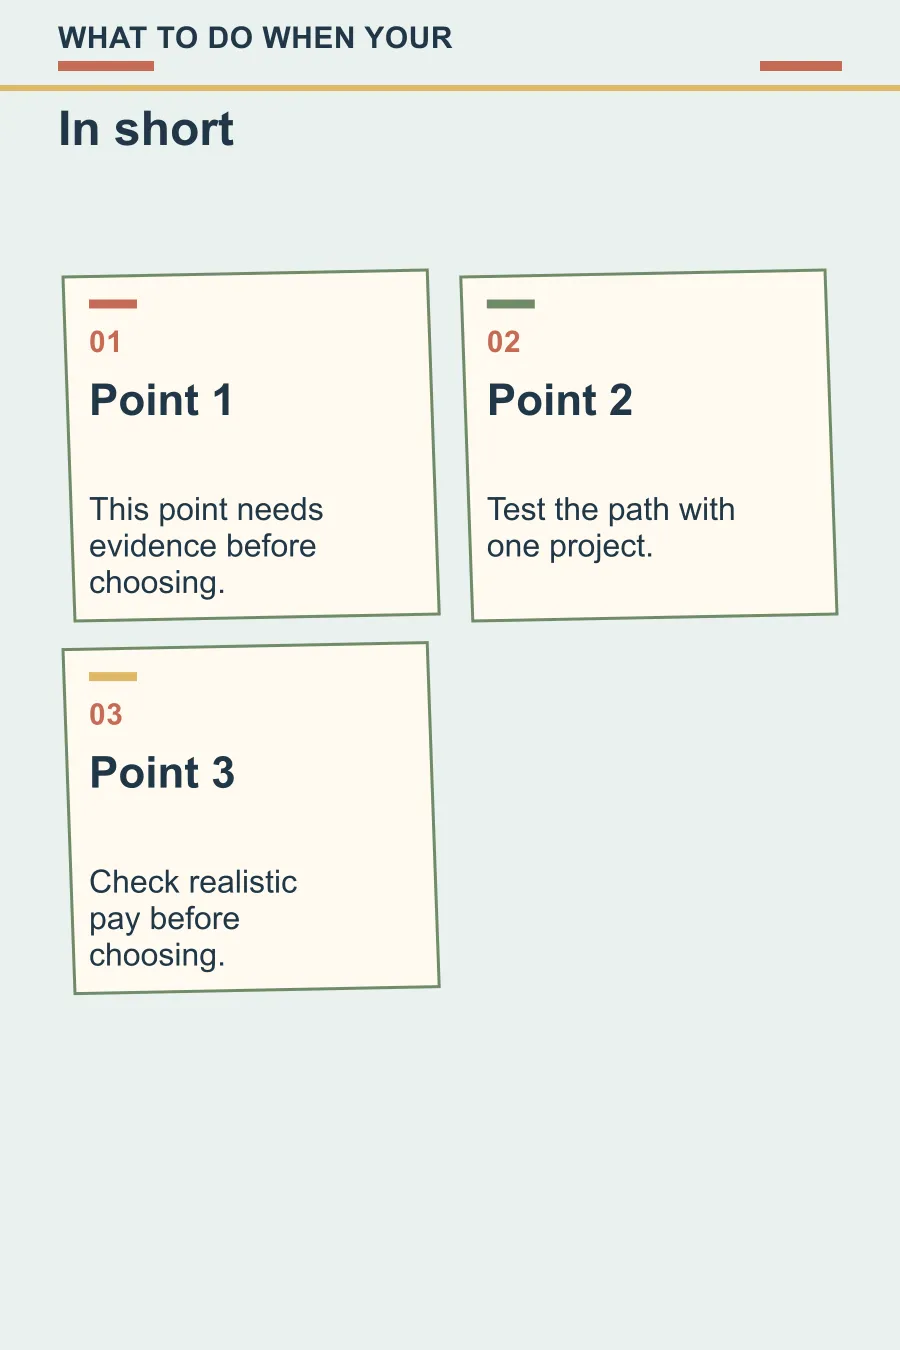 WHAT TO DO WHEN YOUR
In short
01
Point 1
This point needs
evidence before
choosing.
02
Point 2
Test the path with
one project.
03
Point 3
Check realistic
pay before
choosing.